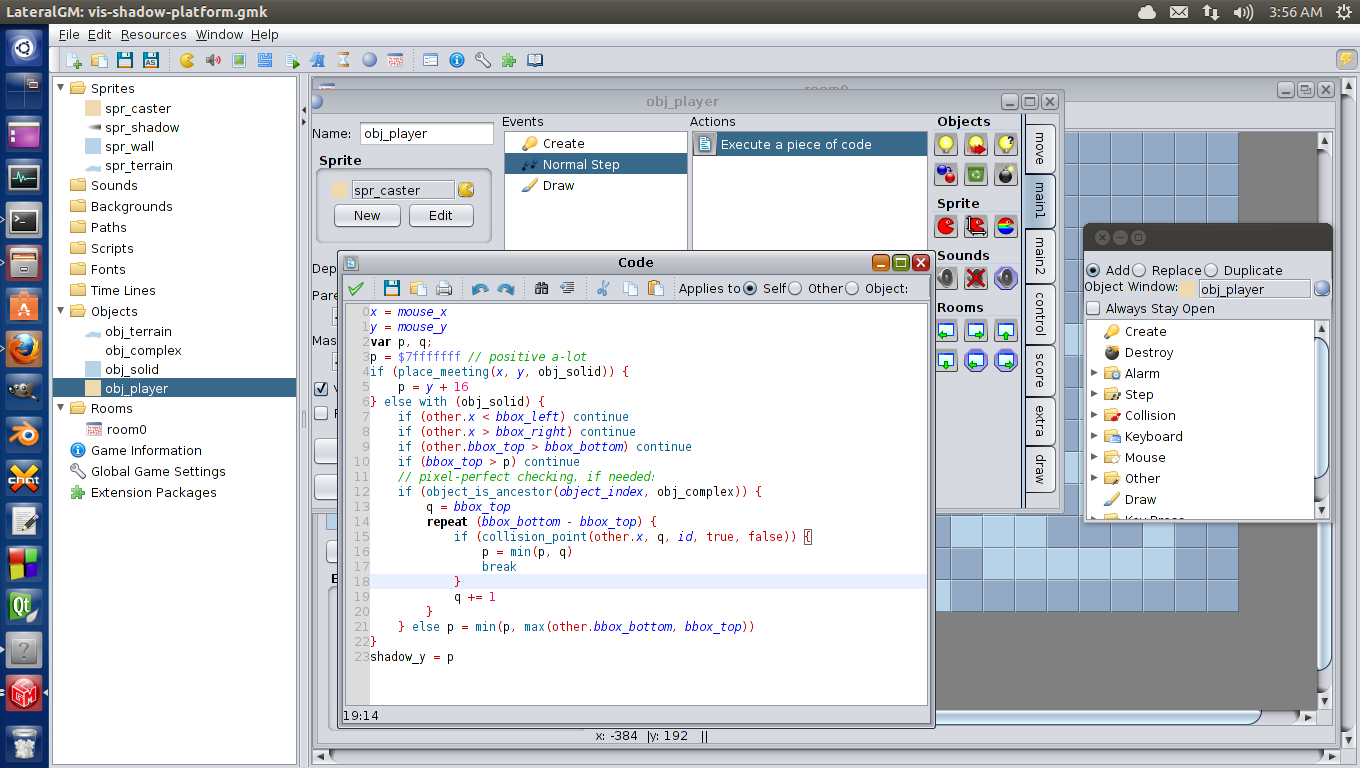 LateralGM: vis-shadow-platform.gmk
3:56 AM
File Edit Resources Window Help
AS
Sprites
spr_caster
spr_shadow
spr_wall
spr_terrain
Sounds
Backgrounds
Paths
Scripts
Fonts
Time Lines
Objects
obj_terrain
obj_complex
obj_solid
obj_player
Rooms
room0
Game Information
Global Game Settings
Extension Packages
room0
obj_player
Name: obj_player
Sprite
spr_caster
New Edit
Events
Create
Normal Step
Draw
Actions
Execute a piece of code
Objects
Sprite
Sounds
Rooms
move
main1
main2
control
score
extra
draw
Code
Applies to Self Other Object:
0 x = mouse_x
1 y = mouse_y
2 var p, q;
3 p = $7fffffff // positive a-lot
4 if (place_meeting(x, y, obj_solid)) {
5 p = y + 16
6 } else with (obj_solid) {
7 if (other.x < bbox_left) continue
8 if (other.x > bbox_right) continue
9 if (other.bbox_top > bbox_bottom) continue
10 if (bbox_top > p) continue
11 // pixel-perfect checking, if needed:
12 if (object_is_ancestor(object_index, obj_complex)) {
13 q = bbox_top
14 repeat (bbox_bottom - bbox_top) {
15 if (collision_point(other.x, q, id, true, false)) {
16 p = min(p, q)
17 break
18 }
19 q += 1
20 }
21 } else p = min(p, max(other.bbox_bottom, bbox_top))
22 }
23 shadow_y = p
19:14
x: -384 |y: 192 ||
Add Replace Duplicate
Object Window: obj_player
Always Stay Open
Create
Destroy
Alarm
Step
Collision
Keyboard
Mouse
Other
Draw
Key Press
chat
Qt